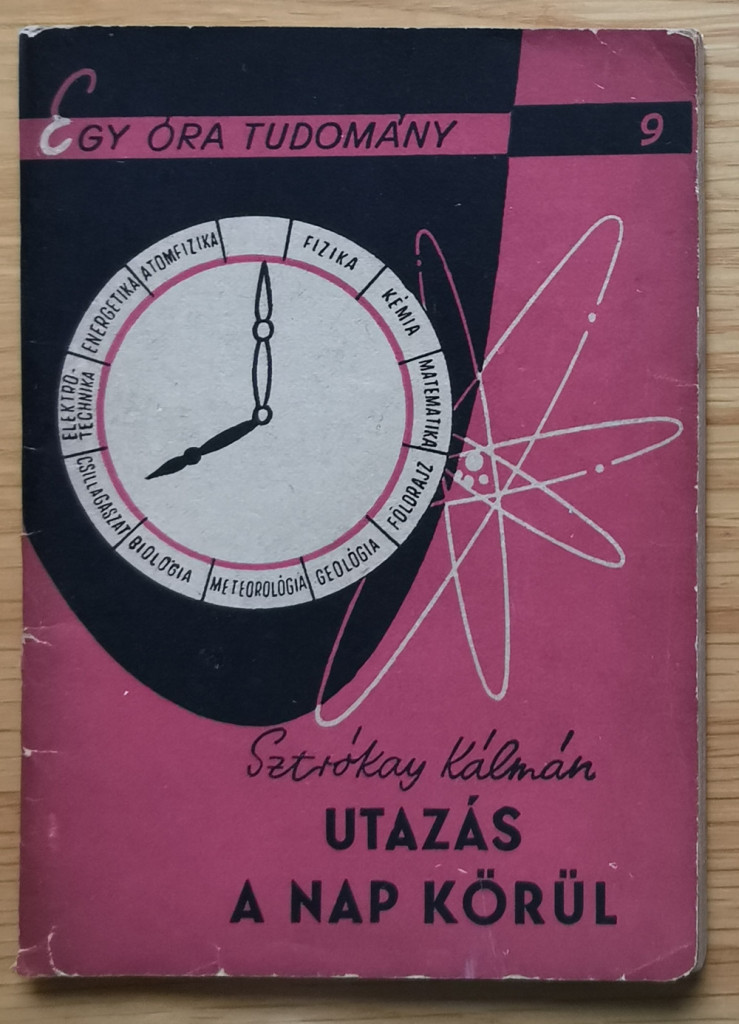 EGY ÓRA TUDOMÁNY
9
FIZIKA
KÉMIA
MATEMATIKA
FÖLDRAJZ
GEOLÓGIA
METEOROLÓGIA
BIOLÓGIA
CSILLAGÁSZAT
ELEKTRO-
TECHNIKA
ENERGETIKA
ATOMFIZIKA
Sztrókay Kálmán
UTAZÁS
A NAP KÖRÜL